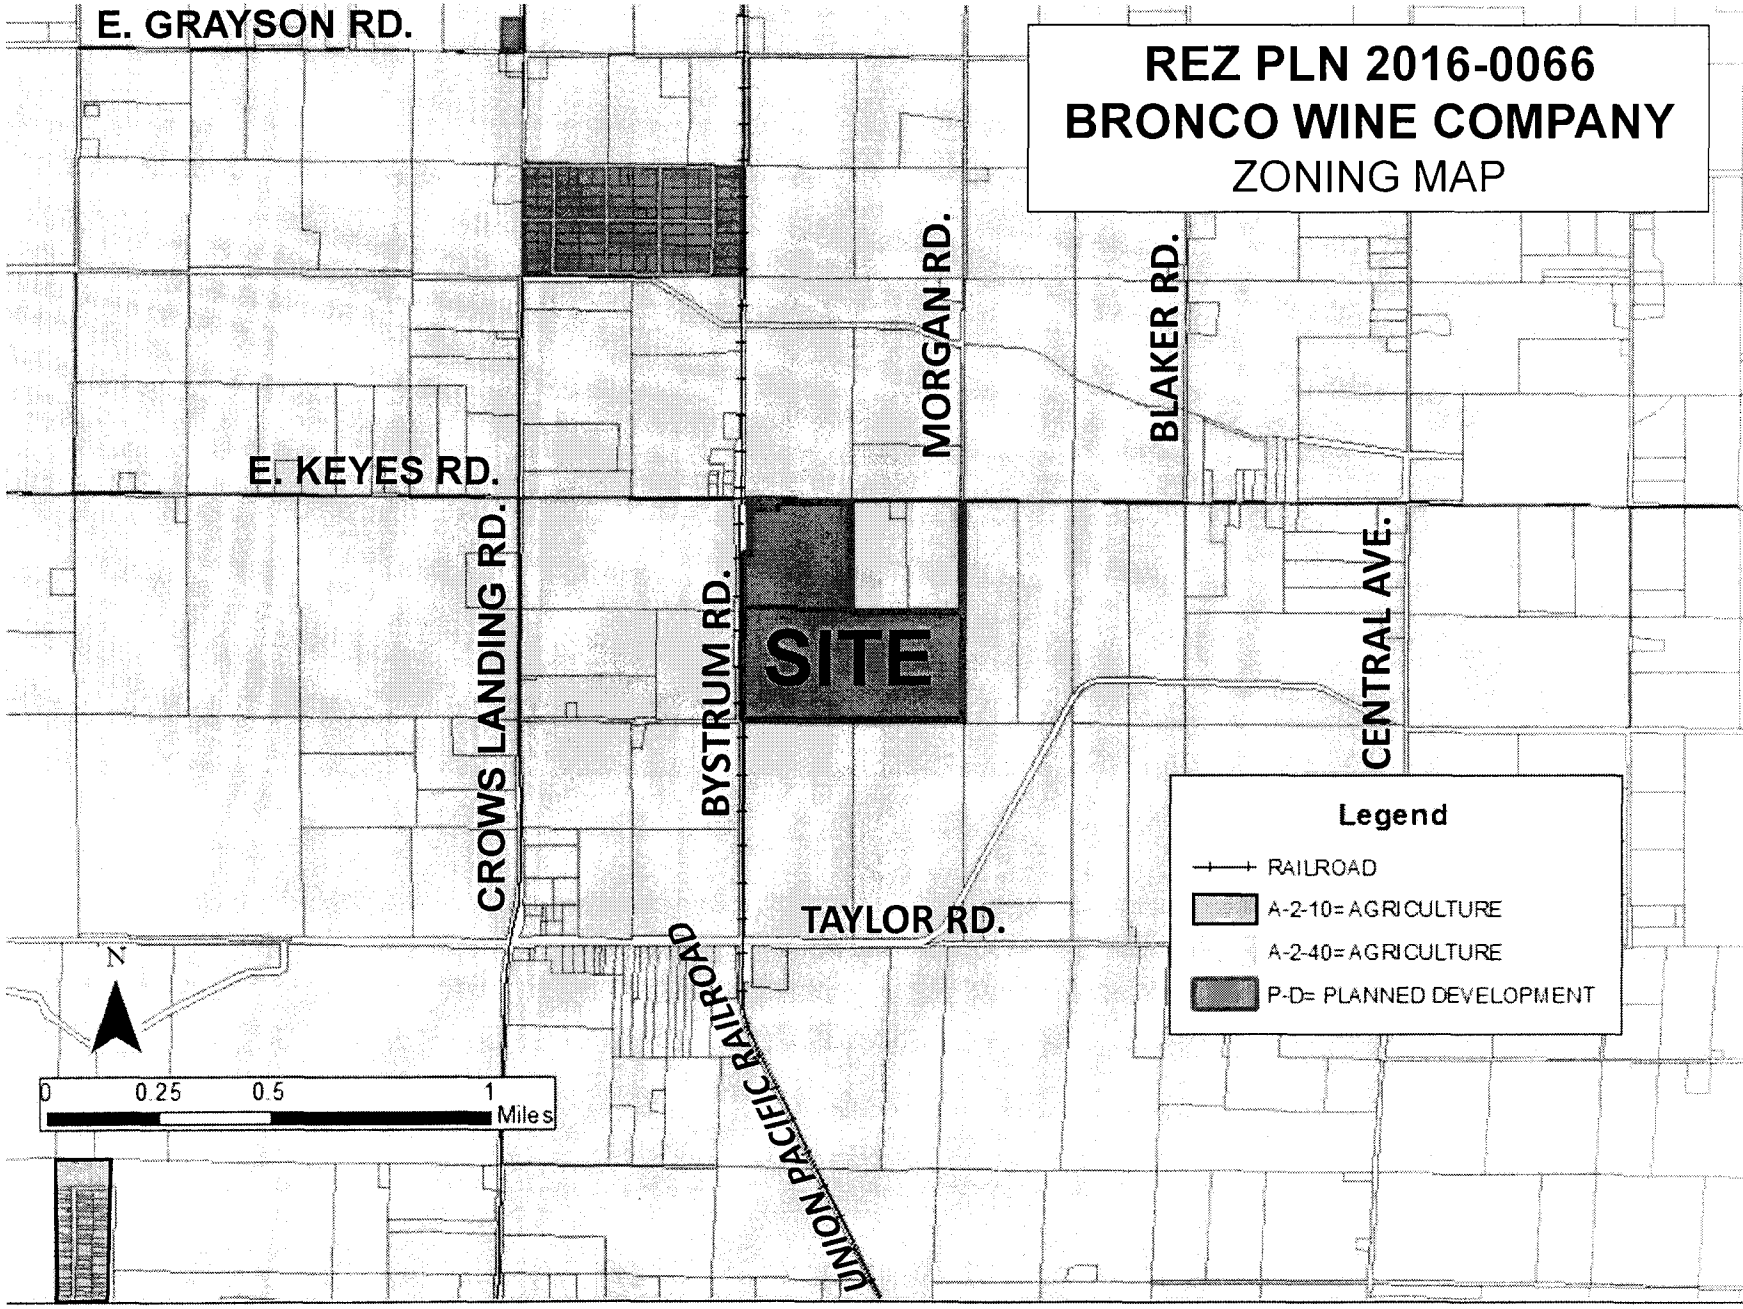 E. GRAYSON RD.
REZ PLN 2016-0066
BRONCO WINE COMPANY
ZONING MAP
MORGAN RD.
BLAKER RD.
E. KEYES RD.
CROWS LANDING RD.
BYSTRUM RD.
SITE
CENTRAL AVE.
TAYLOR RD.
UNION PACIFIC RAILROAD
Legend
RAILROAD
A-2-10= AGRICULTURE
A-2-40= AGRICULTURE
P-D= PLANNED DEVELOPMENT
N
0 0.25 0.5 1
Miles